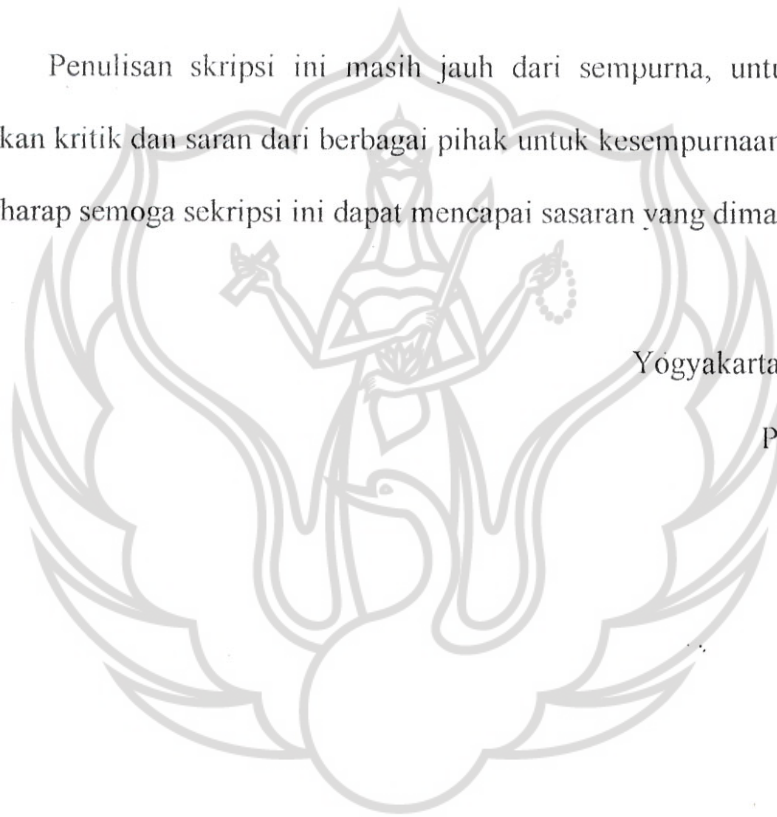 Penulisan skripsi ini masih jauh dari sempurna, untu
kan kritik dan saran dari berbagai pihak untuk kesempurnaan
harap semoga sekripsi ini dapat mencapai sasaran yang dima
Yogyakarta
P